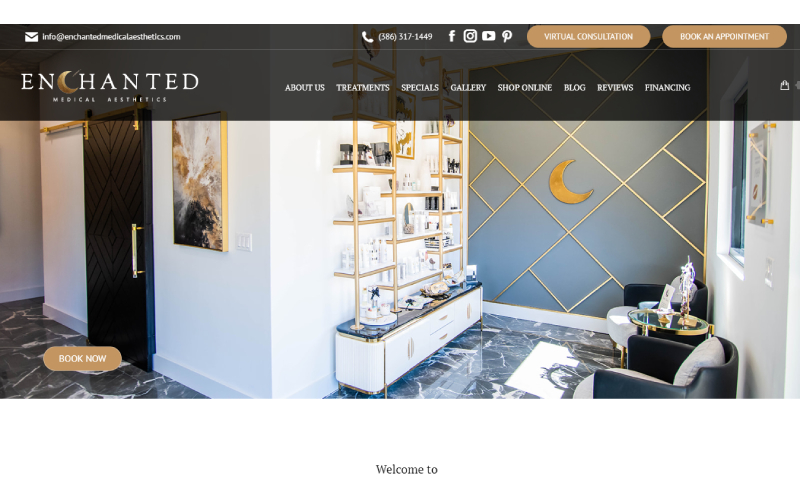 info@enchantedmedicalaesthetics.com
(386) 317-1449
VIRTUAL CONSULTATION
BOOK AN APPOINTMENT
ENCHANTED
MEDICAL AESTHETICS
ABOUT US
TREATMENTS
SPECIALS
GALLERY
SHOP ONLINE
BLOG
REVIEWS
FINANCING
BOOK NOW
Welcome to